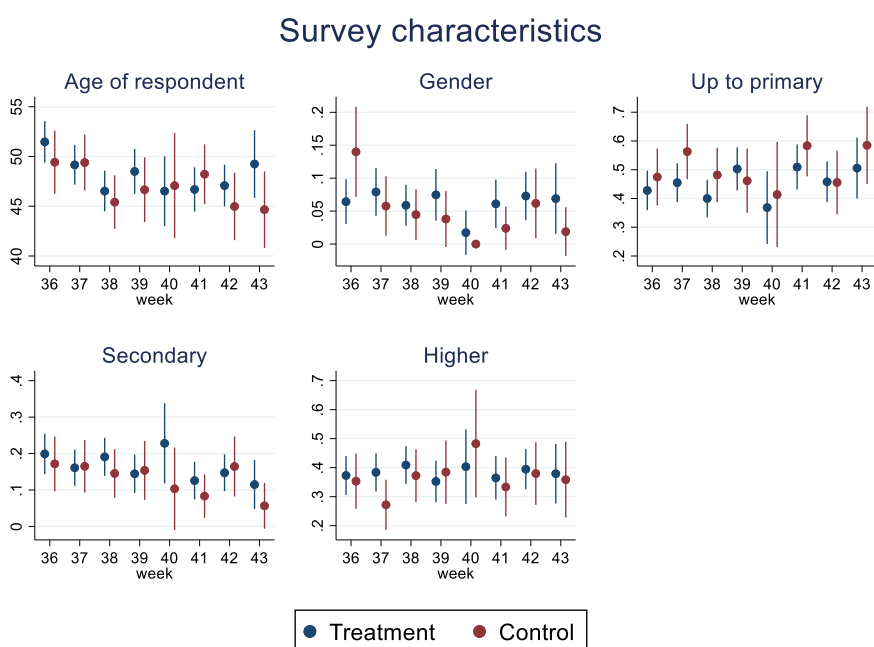 Survey characteristics
Age of respondent
55
50
45
40
36 37 38 39 40 41 42 43
week
Gender
.2
.15
.1
.05
0
36 37 38 39 40 41 42 43
week
Up to primary
.7
.6
.5
.4
.3
.2
36 37 38 39 40 41 42 43
week
Secondary
.4
.3
.2
.1
0
36 37 38 39 40 41 42 43
week
Higher
.7
.6
.5
.4
.3
.2
36 37 38 39 40 41 42 43
week
Treatment Control